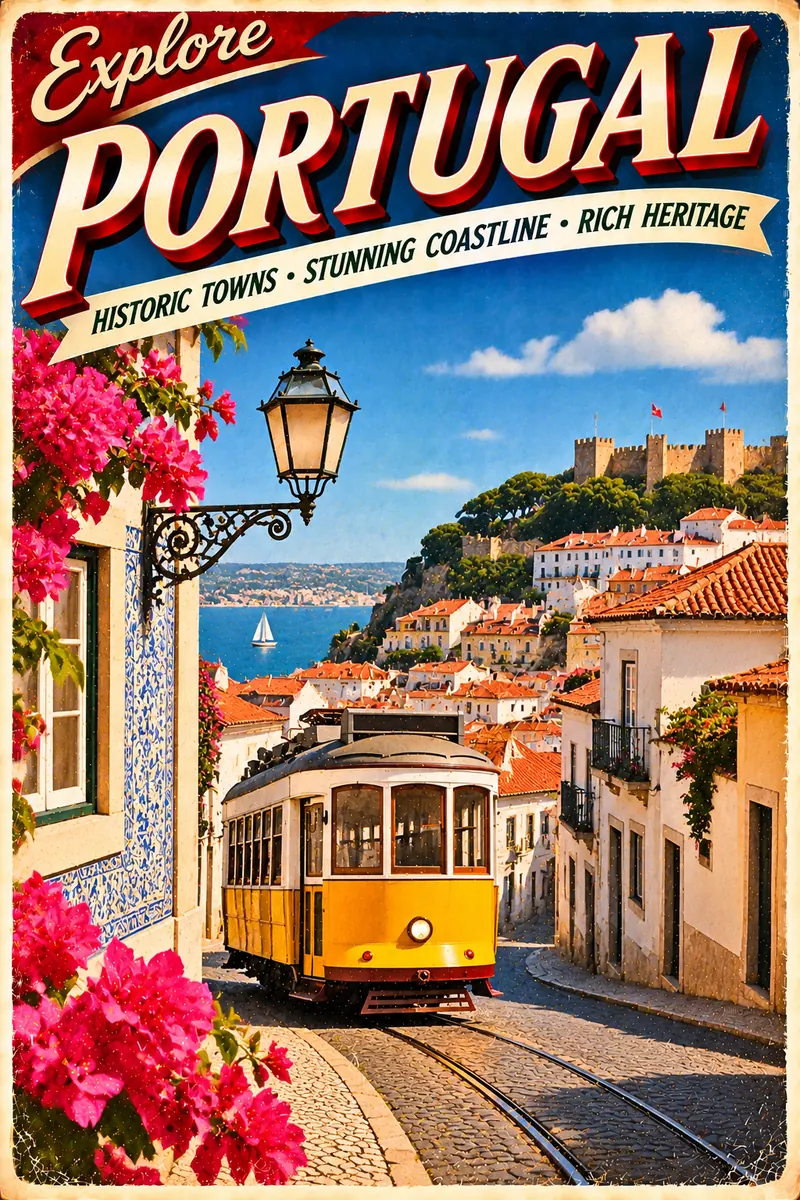 Explore
PORTUGAL
HISTORIC TOWNS • STUNNING COASTLINE • RICH HERITAGE